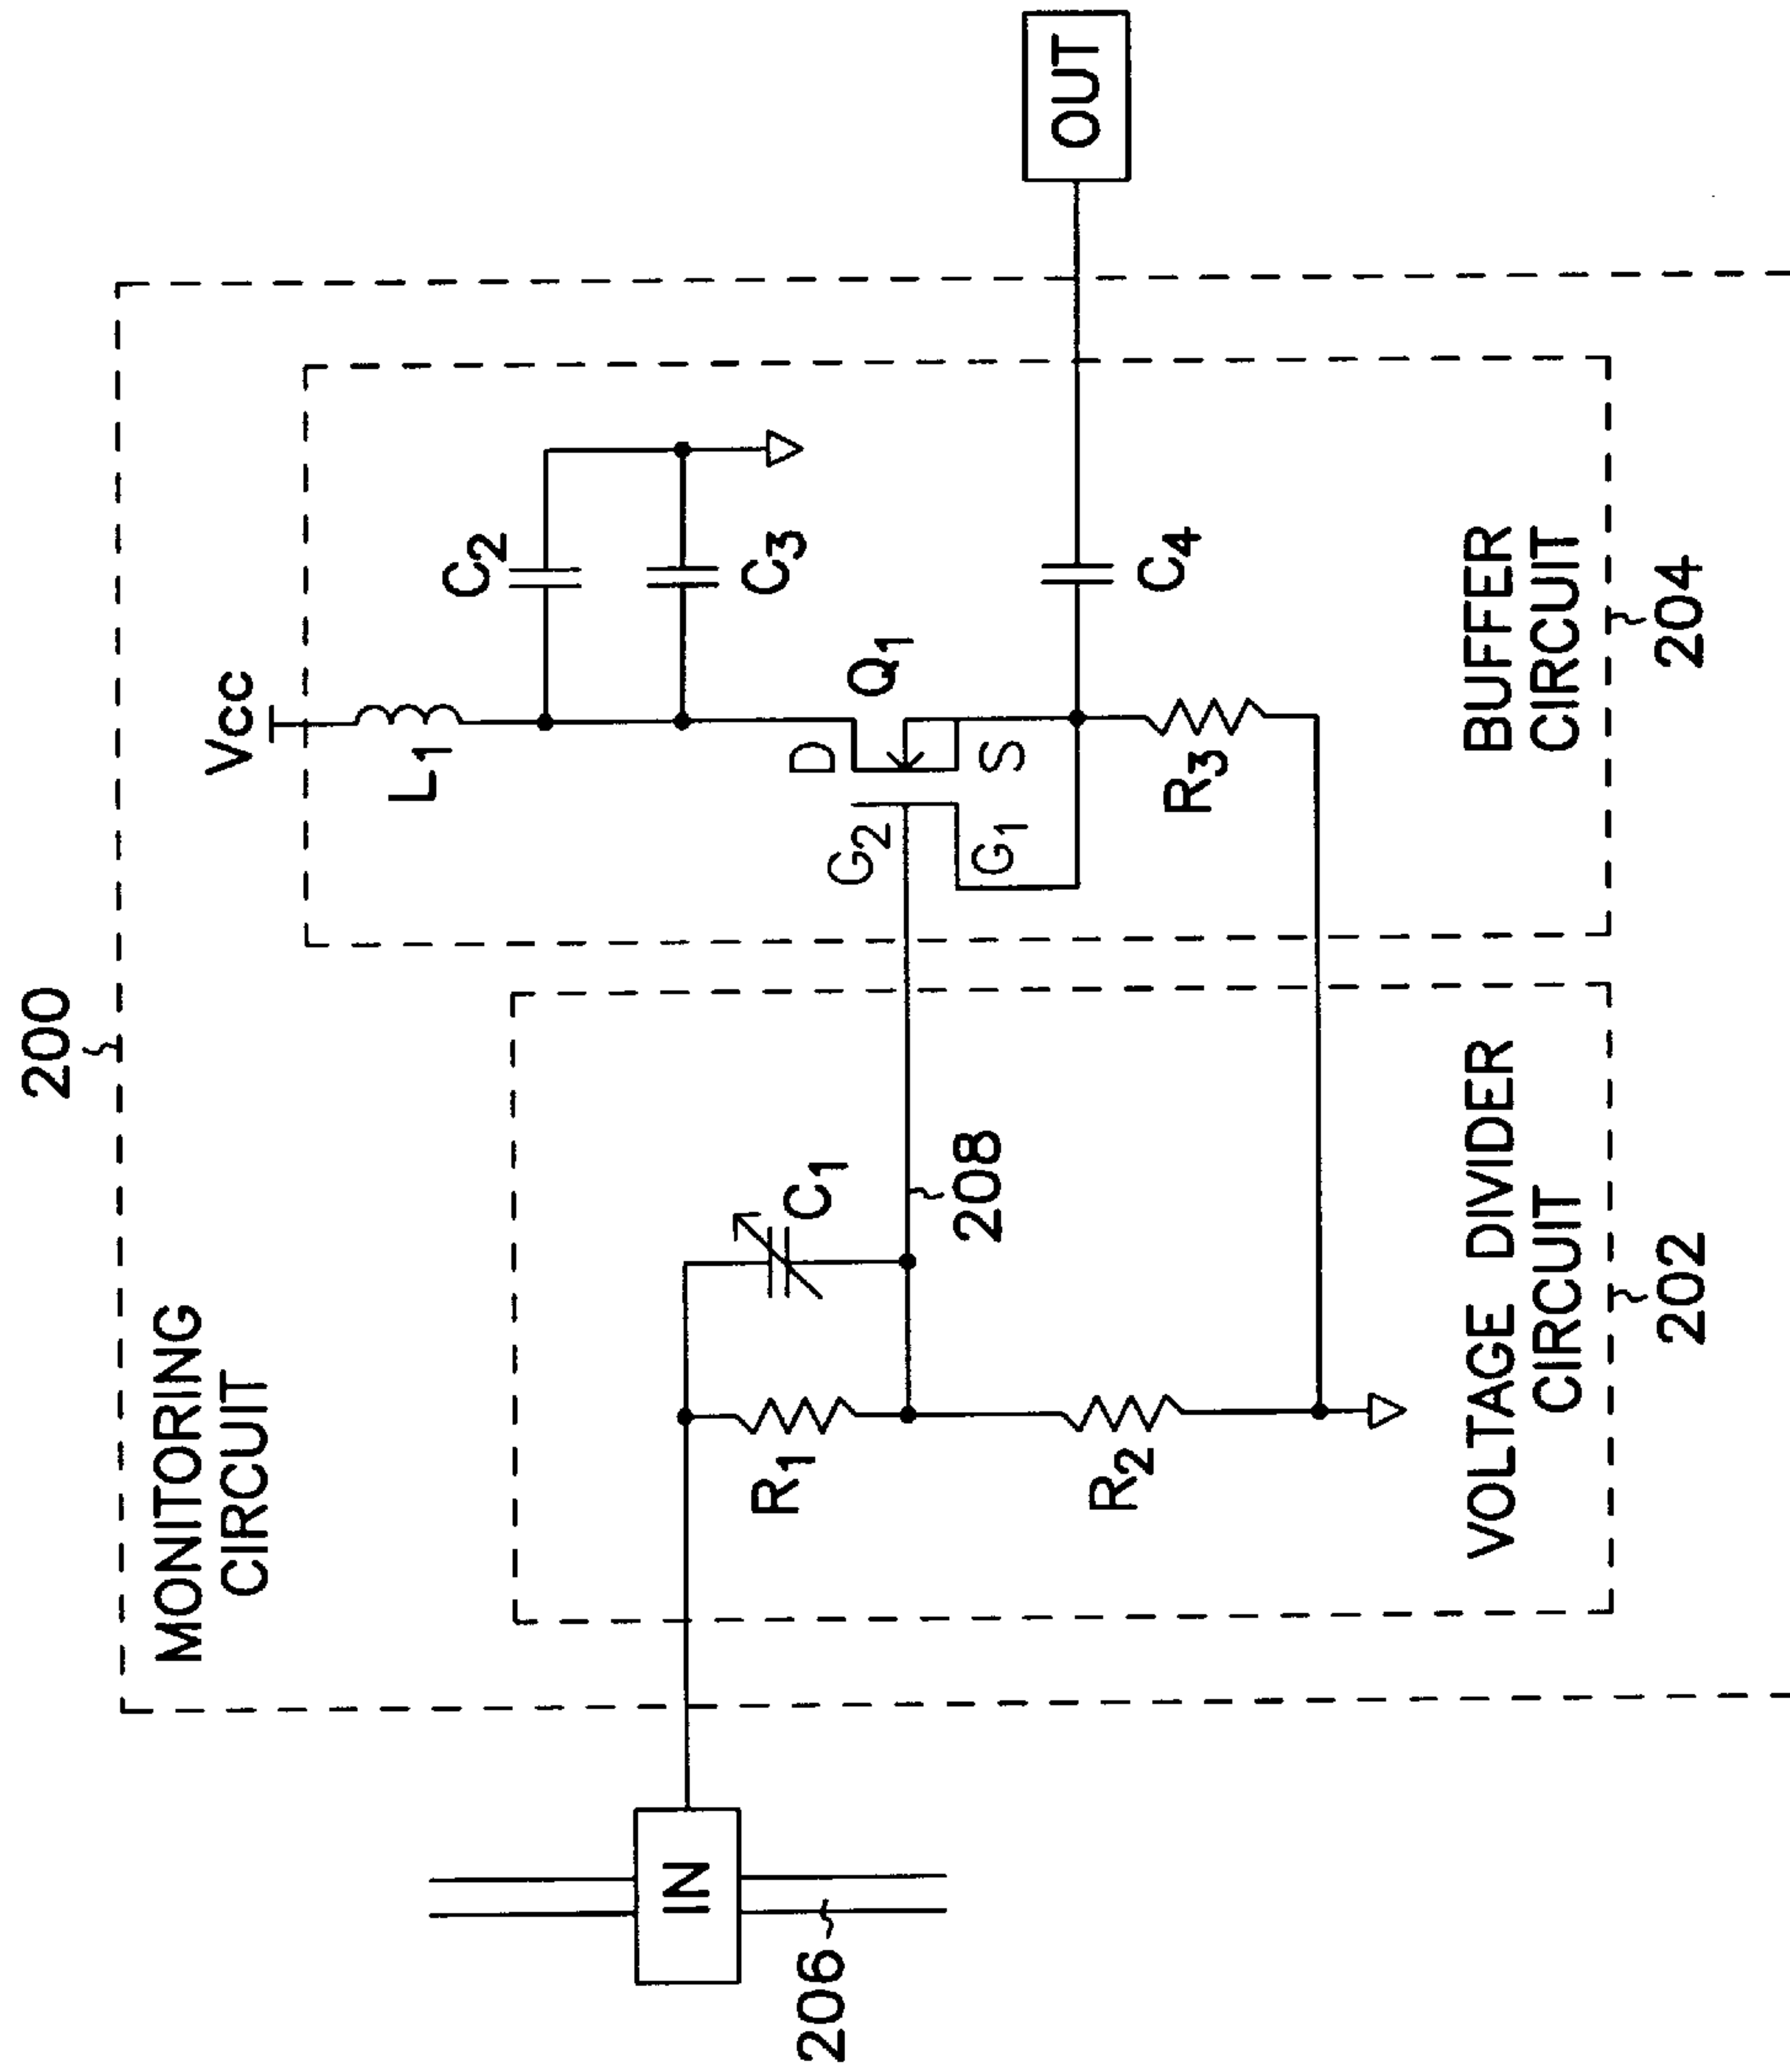 200
MONITORING
CIRCUIT
Vcc
L1
C2
C3
D
Q1
G2
S
G1
C4
R3
OUT
BUFFER
CIRCUIT
204
IN
206
R1
C1
208
R2
VOLTAGE DIVIDER
CIRCUIT
202